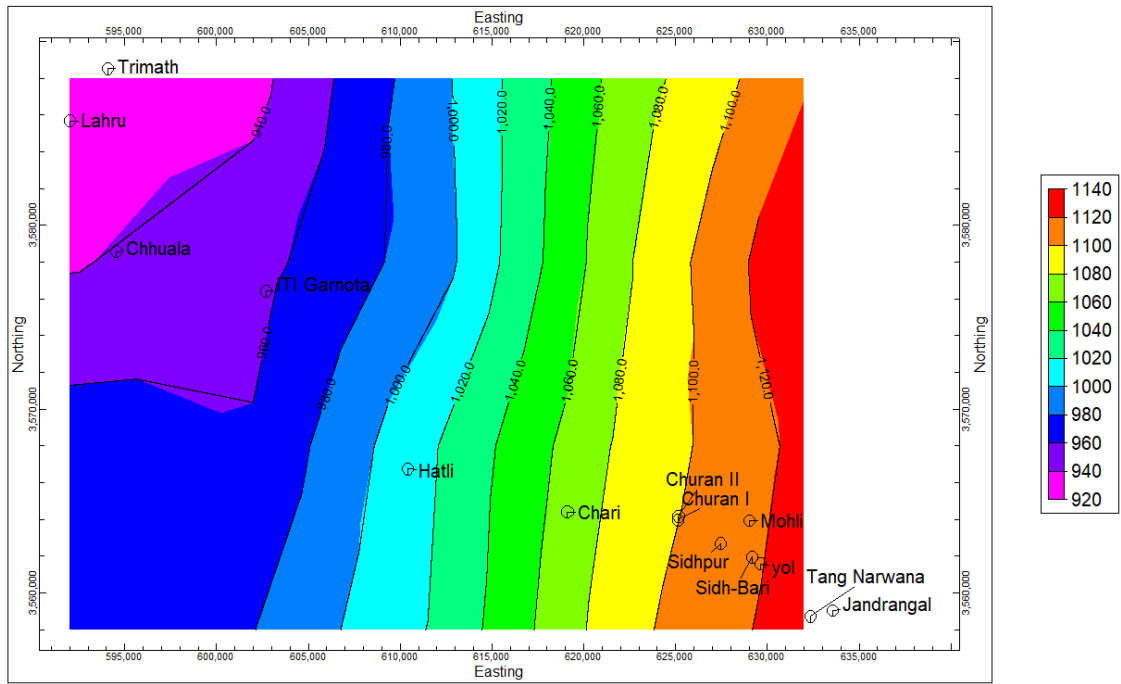 Easting
595,000 600,000 605,000 610,000 615,000 620,000 625,000 630,000 635,000
Trimath
Lahru
940.0
960.0
1,000.0
1,020.0
1,040.0
1,060.0
1,080.0
1,100.0
1140
1120
1100
1080
1060
1040
1020
1000
980
960
940
920
3,580,000
3,580,000
Chhuala
ITI Garnota
Northing
Northing
960.0
980.0
1,000.0
1,020.0
1,040.0
1,060.0
1,080.0
1,100.0
1,120.0
3,570,000
3,570,000
Hatli
Churan II
Churan I
Chari
Mohli
Sidhpur
yol
Sidh-Bari
Tang Narwana
Jandrangal
3,560,000
3,560,000
595,000 600,000 605,000 610,000 615,000 620,000 625,000 630,000 635,000
Easting